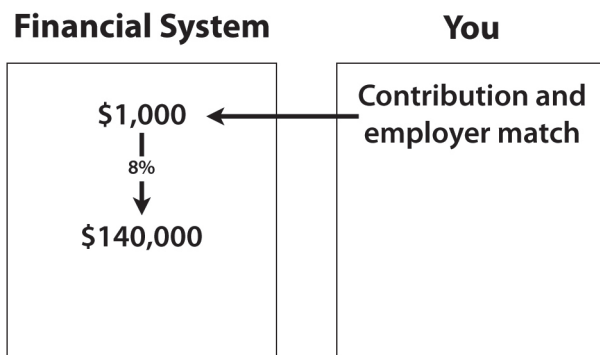 Financial System
You
$1,000
Contribution and
employer match
8%
$140,000